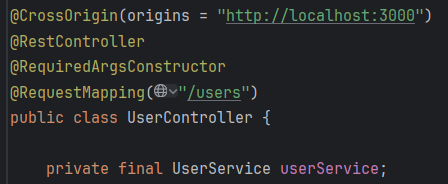 @CrossOrigin(origins = "http://localhost:3000")
@RestController
@RequiredArgsConstructor
@RequestMapping("/users")
public class UserController {
private final UserService userService;